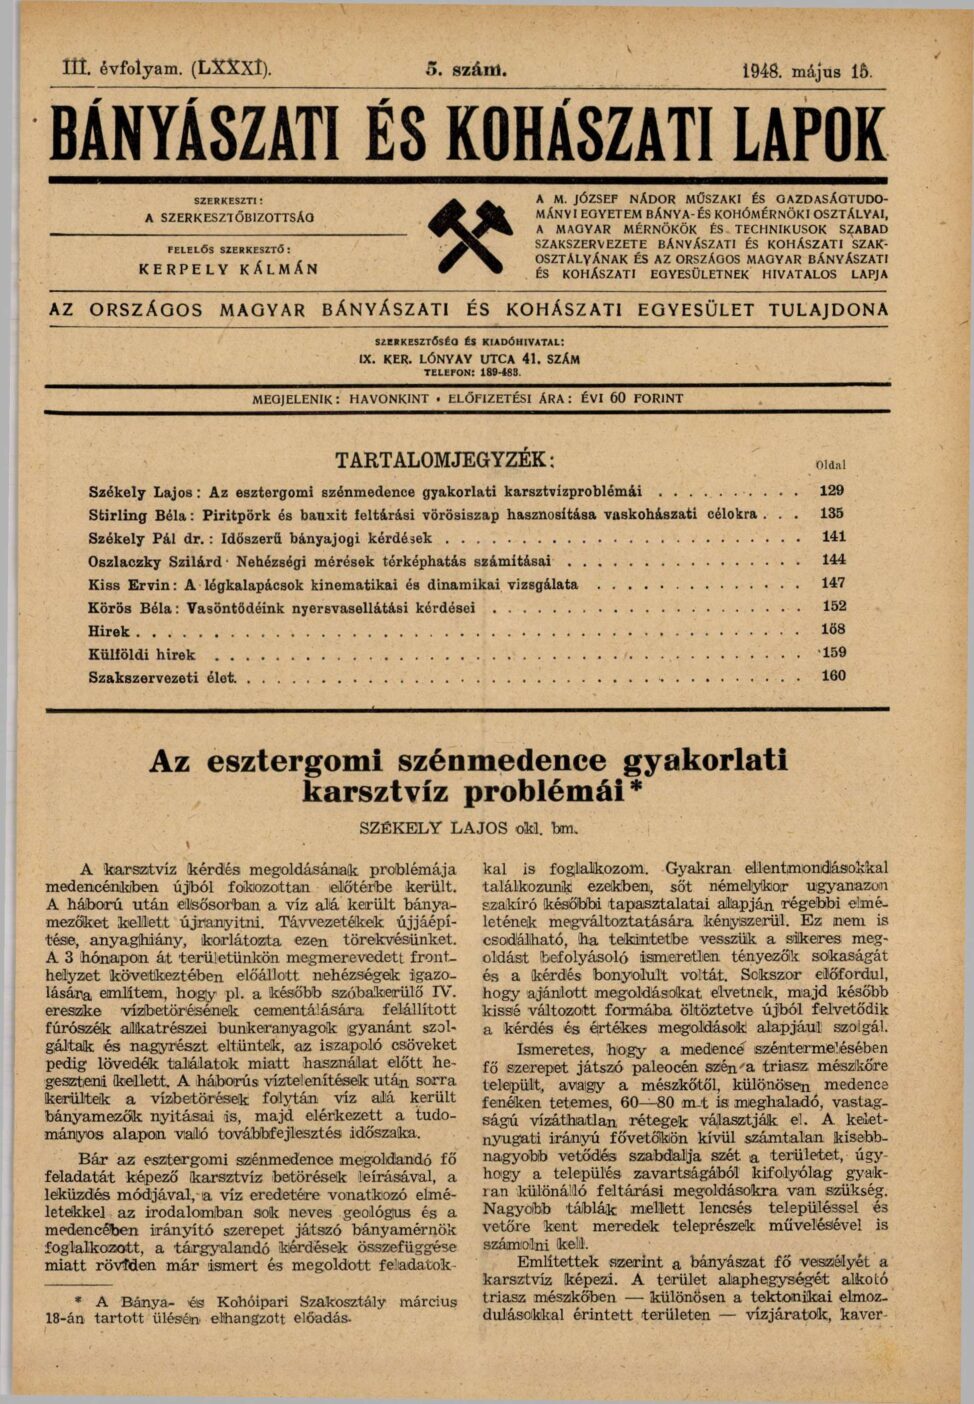 III. évfolyam. (LXXXI).
5. szám.
1948. május 15.
BÁNYÁSZATI ÉS KOHÁSZATI LAPOK
SZERKESZTI:
A SZERKESZTŐBIZOTTSÁG
FELELŐS SZERKESZTŐ:
KERPELY KÁLMÁN
A M. JÓZSEF NÁDOR MŰSZAKI ÉS GAZDASÁGTUDO-
MÁNYI EGYETEM BÁNYA- ÉS KOHÓMÉRNÖKI OSZTÁLYAI,
A MAGYAR MÉRNÖKÖK ÉS TECHNIKUSOK SZABAD
SZAKSZERVEZETE BÁNYÁSZATI ÉS KOHÁSZATI SZAK-
OSZTÁLYÁNAK ÉS AZ ORSZÁGOS MAGYAR BÁNYÁSZATI
ÉS KOHÁSZATI EGYESÜLETNEK HIVATALOS LAPJA
AZ ORSZÁGOS MAGYAR BÁNYÁSZATI ÉS KOHÁSZATI EGYESÜLET TULAJDONA
SZERKESZTŐSÉG ÉS KIADÓHIVATAL:
IX. KER. LÓNYAY UTCA 41. SZÁM
TELEFON: 189-483.
MEGJELENIK: HAVONKINT • ELŐFIZETÉSI ÁRA: ÉVI 60 FORINT
TARTALOMJEGYZÉK:
Oldal
Székely Lajos: Az esztergomi szénmedence gyakorlati karsztvízproblémái . . . . . . . . . . 129
Stirling Béla: Piritpörk és bauxit feltárási vörösiszap hasznosítása vaskohászati célokra . . . 135
Székely Pál dr.: Időszerű bányajogi kérdések . . . . . . . . . . . . . . . . . . . . . . . 141
Oszlaczky Szilárd· Nehézségi mérések térképhatás számításai . . . . . . . . . . . . . . . . 144
Kiss Ervin: A légkalapácsok kinematikai és dinamikai vizsgálata . . . . . . . . . . . . . . 147
Körös Béla: Vasöntődéink nyersvasellátási kérdései . . . . . . . . . . . . . . . . . . . . 152
Hirek . . . . . . . . . . . . . . . . . . . . . . . . . . . . . . . . . . . . . . . . . . 158
Külföldi hirek . . . . . . . . . . . . . . . . . . . . . . . . . . . . . . . . . . . . . . 159
Szakszervezeti élet. . . . . . . . . . . . . . . . . . . . . . . . . . . . . . . . . . . . 160
Az esztergomi szénmedence gyakorlati
karsztvíz problémái*
SZÉKELY LAJOS okl. bm.
A karsztvíz kérdés megoldásának problémája
medencénkben újból fokozottan előtérbe került.
A háború után elsősorban a víz alá került bánya-
mezőket kellett újranyitni. Távvezetékek újjáépí-
tése, anyaghiány, korlátozta ezen törekvésünket.
A 3 hónapon át területünkön megmerevedett front-
helyzet következtében előállott nehézségek igazo-
lására említem, hogy pl. a később szóbakerülő IV.
ereszke vízbetörésének cementálására felállított
fúrószék alkatrészei bunkeranyagok gyanánt szol-
gáltak és nagyrészt eltüntek, az iszapoló csöveket
pedig lövedék találatok miatt használat előtt he-
geszteni kellett. A háborús víztelenítések után sorra
kerültek a vízbetörések folytán víz alá került
bányamezők nyitásai is, majd elérkezett a tudo-
mányos alapon való továbbfejlesztés időszaka.
Bár az esztergomi szénmedence megoldandó fő
feladatát képező karsztvíz betörések leírásával, a
leküzdés módjával, a víz eredetére vonatkozó elmé-
letekkel az irodalomban sok neves geológus és a
medencében irányító szerepet játszó bányamérnök
foglalkozott, a tárgyalandó kérdések összefüggése
miatt röviden már ismert és megoldott feladatok-
* A Bánya- és Kohóipari Szakosztály március
18-án tartott ülésén elhangzott előadás.
kal is foglalkozom. Gyakran ellentmondásokkal
találkozunk ezekben, sőt némelykor ugyanazon
szakíró későbbi tapasztalatai alapján régebbi elmé-
letének megváltoztatására kényszerül. Ez nem is
csodálható, ha tekintetbe vesszük a sikeres meg-
oldást befolyásoló ismeretlen tényezők sokaságát
és a kérdés bonyolult voltát. Sokszor előfordul,
hogy ajánlott megoldásokat elvetnek, majd később
kissé változott formába öltöztetve újból felvetődik
a kérdés és értékes megoldások alapjául szolgál.
Ismeretes, hogy a medence széntermelésében
fő szerepet játszó paleocén szén a triasz mészkőre
települt, avagy a mészkőtől, különösen medence
fenéken tetemes, 60—80 m-t is meghaladó, vastag-
ságú vízáthatlan rétegek választják el. A kelet-
nyugati irányú fővetőkön kívül számtalan kisebb-
nagyobb vetődés szabdalja szét a területet, úgy-
hogy a település zavartságából kifolyólag gyak-
ran különálló feltárási megoldásokra van szükség.
Nagyobb táblák mellett lencsés településsel és
vetőre kent meredek teleprészek művelésével is
számolni kell.
Említettek szerint a bányászat fő veszélyét a
karsztvíz képezi. A terület alaphegységét alkotó
triasz mészkőben — különösen a tektonikai elmoz-
dulásokkal érintett területen — vízjáratok, kaver-